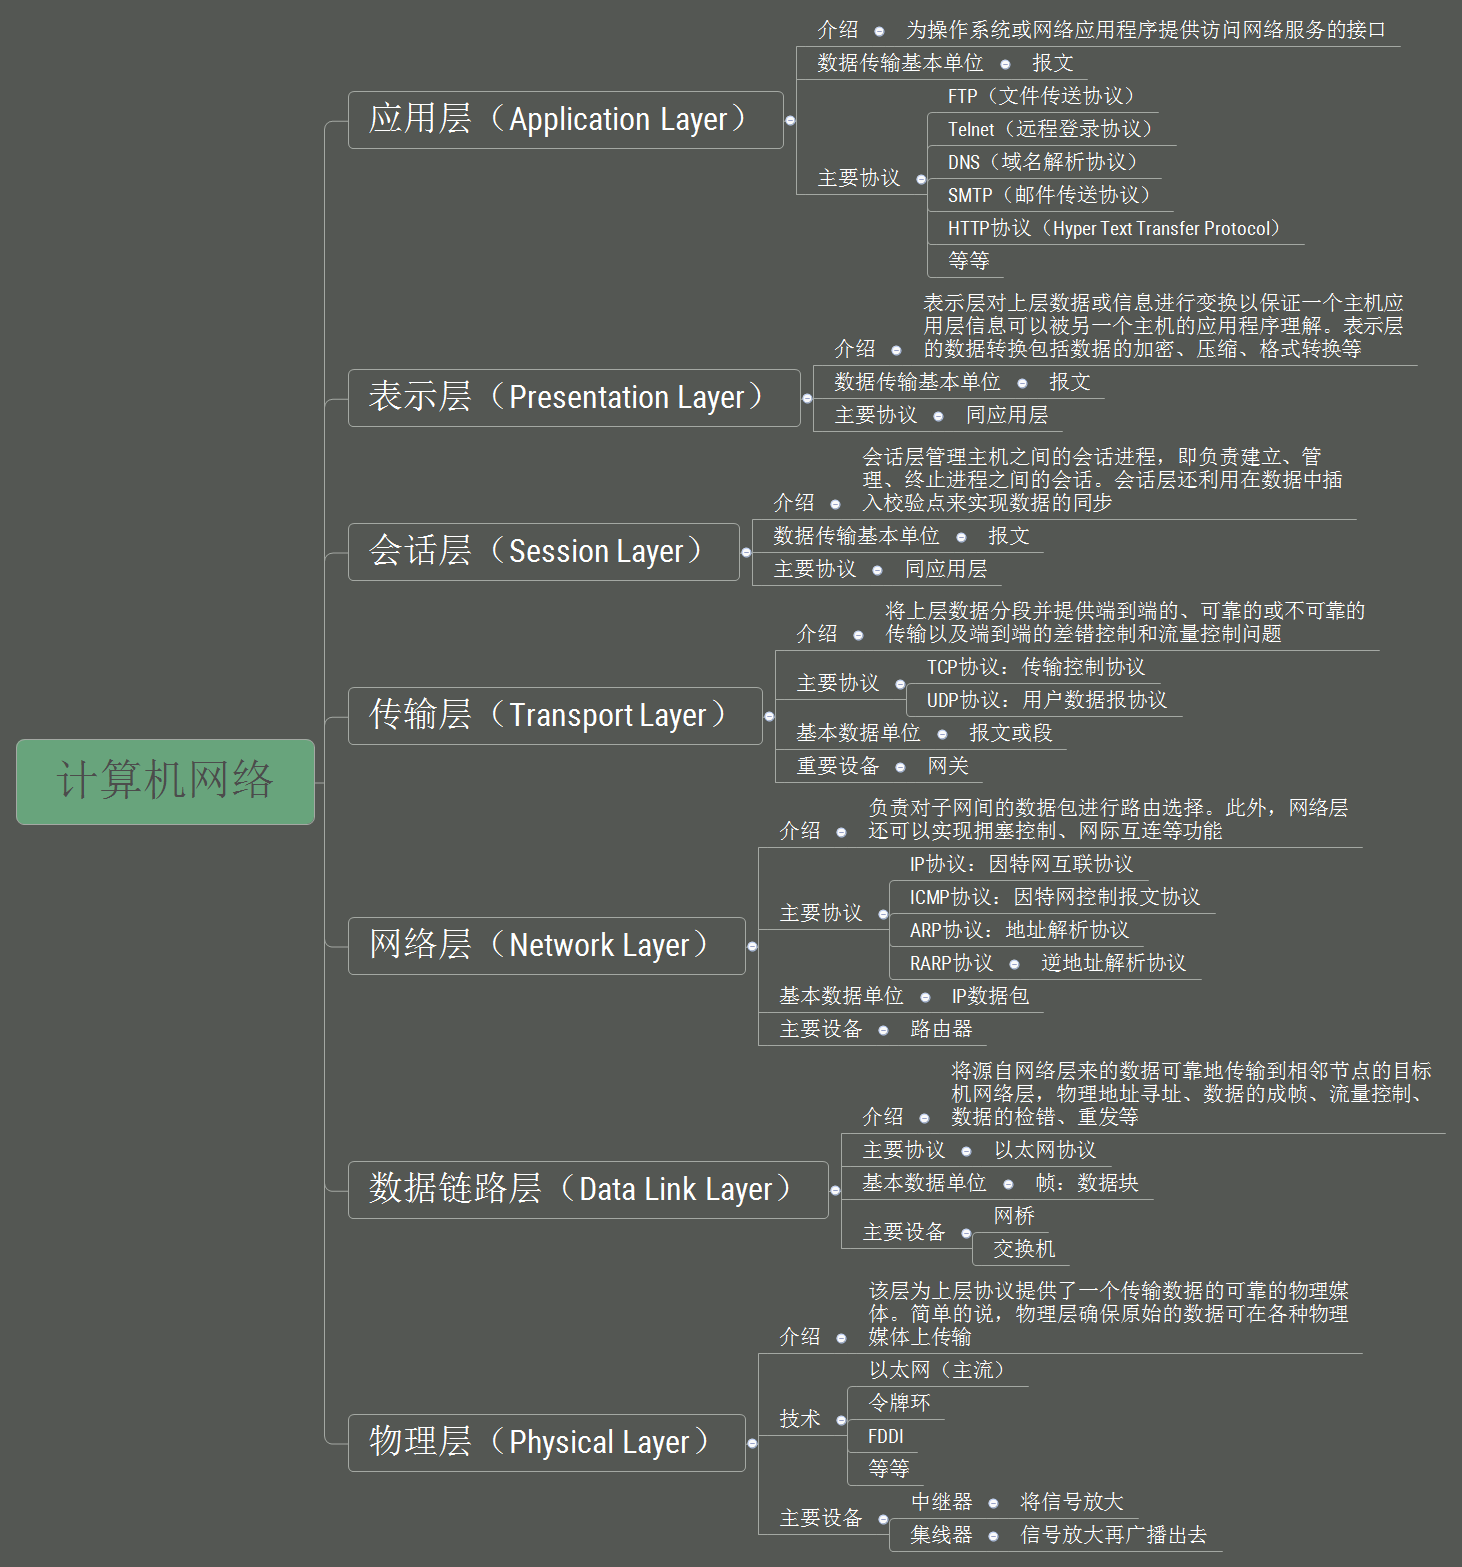 计算机网络
应用层（Application Layer）
介绍
为操作系统或网络应用程序提供访问网络服务的接口
数据传输基本单位
报文
主要协议
FTP（文件传送协议）
Telnet（远程登录协议）
DNS（域名解析协议）
SMTP（邮件传送协议）
HTTP协议（Hyper Text Transfer Protocol）
等等
表示层（Presentation Layer）
介绍
表示层对上层数据或信息进行变换以保证一个主机应
用层信息可以被另一个主机的应用程序理解。表示层
的数据转换包括数据的加密、压缩、格式转换等
数据传输基本单位
报文
主要协议
同应用层
会话层（Session Layer）
介绍
会话层管理主机之间的会话进程，即负责建立、管
理、终止进程之间的会话。会话层还利用在数据中插
入校验点来实现数据的同步
数据传输基本单位
报文
主要协议
同应用层
传输层（Transport Layer）
介绍
将上层数据分段并提供端到端的、可靠的或不可靠的
传输以及端到端的差错控制和流量控制问题
主要协议
TCP协议：传输控制协议
UDP协议：用户数据报协议
基本数据单位
报文或段
重要设备
网关
网络层（Network Layer）
介绍
负责对子网间的数据包进行路由选择。此外，网络层
还可以实现拥塞控制、网际互连等功能
主要协议
IP协议：因特网互联协议
ICMP协议：因特网控制报文协议
ARP协议：地址解析协议
RARP协议
逆地址解析协议
基本数据单位
IP数据包
主要设备
路由器
数据链路层（Data Link Layer）
介绍
将源自网络层来的数据可靠地传输到相邻节点的目标
机网络层，物理地址寻址、数据的成帧、流量控制、
数据的检错、重发等
主要协议
以太网协议
基本数据单位
帧：数据块
主要设备
网桥
交换机
物理层（Physical Layer）
介绍
该层为上层协议提供了一个传输数据的可靠的物理媒
体。简单的说，物理层确保原始的数据可在各种物理
媒体上传输
技术
以太网（主流）
令牌环
FDDI
等等
主要设备
中继器
将信号放大
集线器
信号放大再广播出去